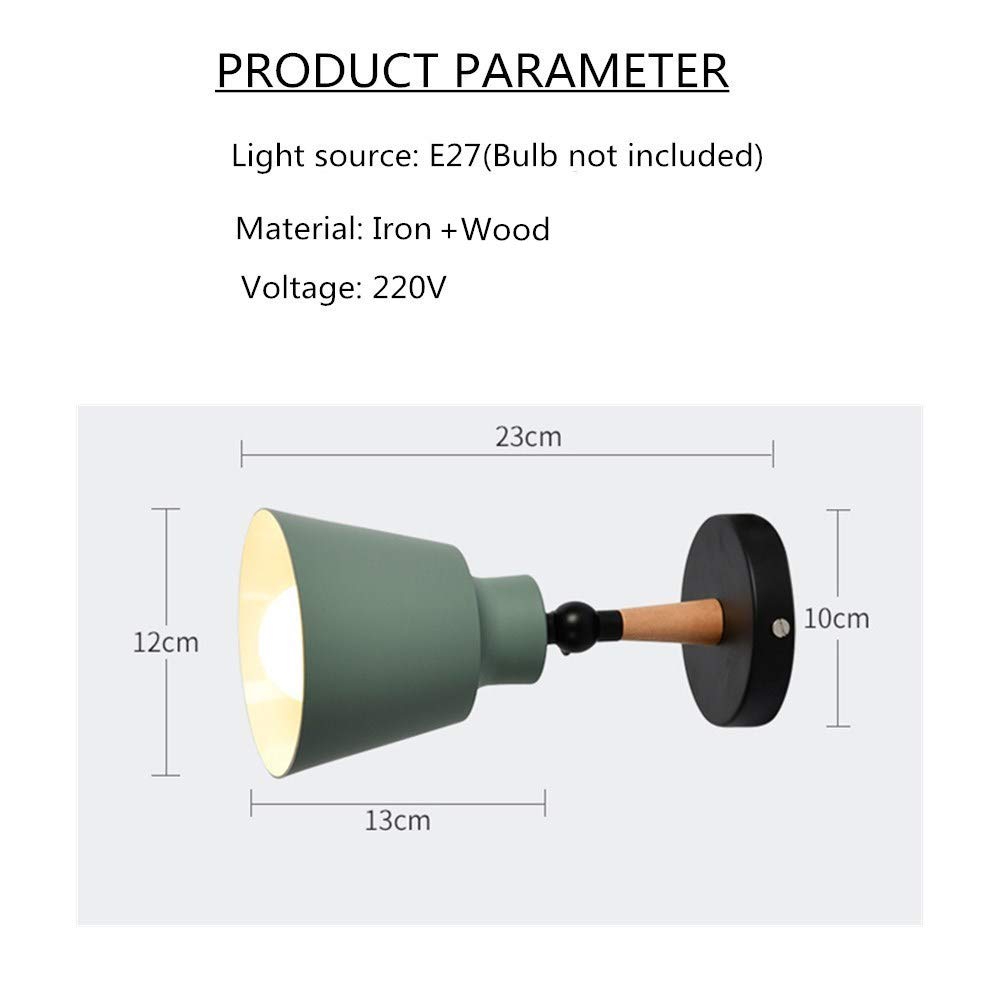 PRODUCT PARAMETER
Light source: E27(Bulb not included)
Material: Iron +Wood
Voltage: 220V
23cm
12cm
10cm
13cm